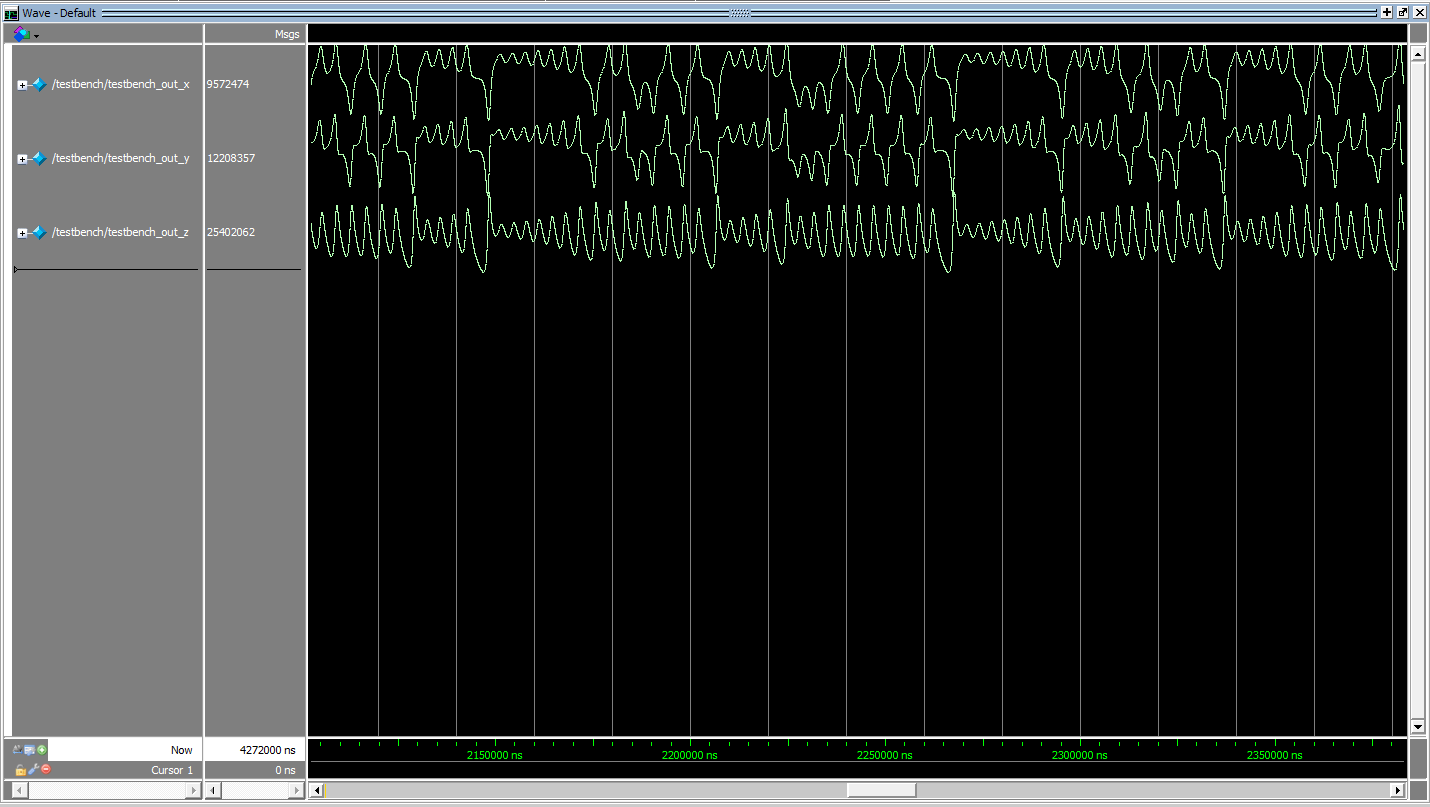 Wave - Default
Msgs
/testbench/testbench_out_x 9572474
/testbench/testbench_out_y 12208357
/testbench/testbench_out_z 25402062
Now 4272000 ns
2150000 ns 2200000 ns 2250000 ns 2300000 ns 2350000 ns
Cursor 1 0 ns